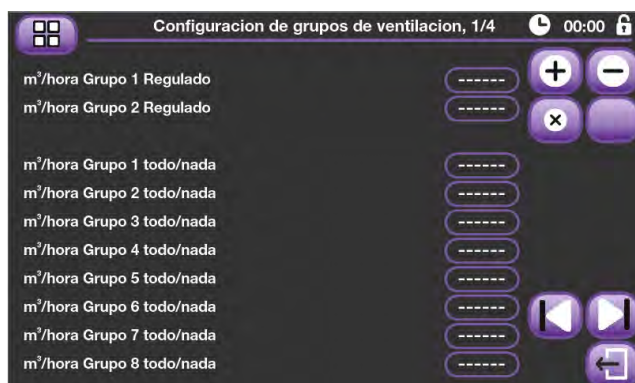 Configuracion de grupos de ventilacion, 1/4 00:00
m³/hora Grupo 1 Regulado ------
m³/hora Grupo 2 Regulado ------
m³/hora Grupo 1 todo/nada ------
m³/hora Grupo 2 todo/nada ------
m³/hora Grupo 3 todo/nada ------
m³/hora Grupo 4 todo/nada ------
m³/hora Grupo 5 todo/nada ------
m³/hora Grupo 6 todo/nada ------
m³/hora Grupo 7 todo/nada ------
m³/hora Grupo 8 todo/nada ------